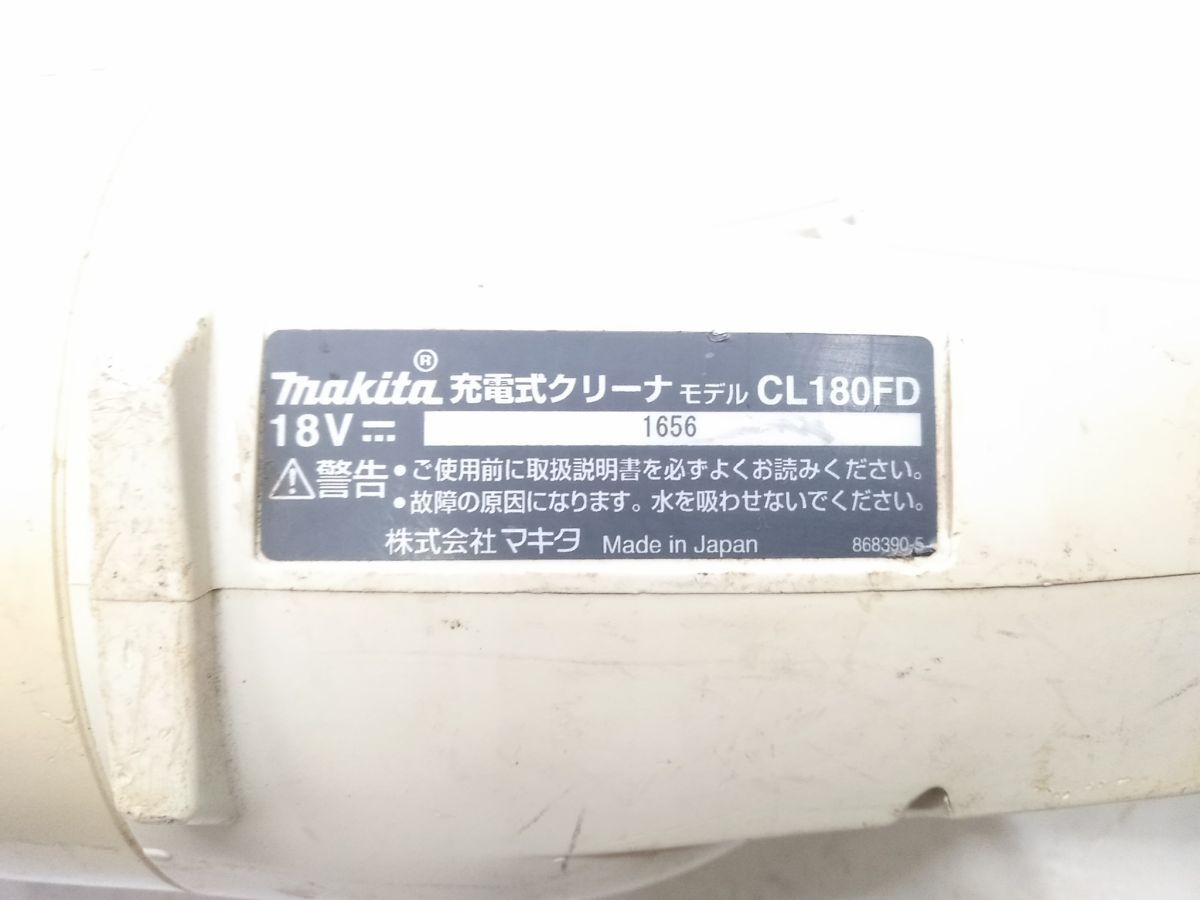 makita® 充電式クリーナ モデル CL180FD
18V 1656
警告 • ご使用前に取扱説明書を必ずよくお読みください。
• 故障の原因になります。水を吸わせないでください。
株式会社マキタ Made in Japan 868390-5